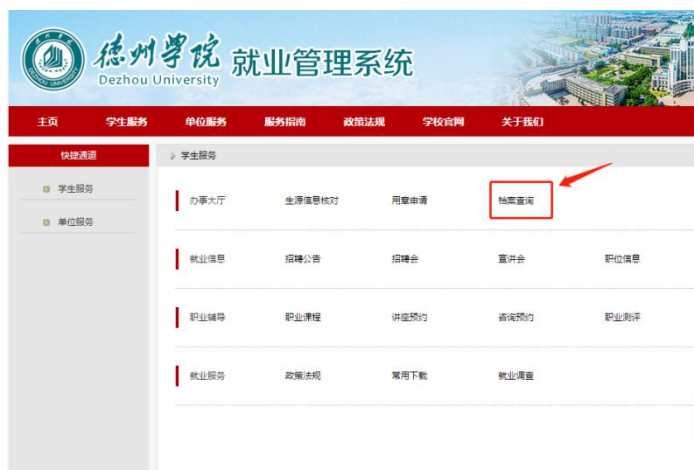 德州學院 就业管理系统
Dezhou University
主页 学生服务 单位服务 服务指南 政策法规 学校官网 关于我们
快捷通道
学生服务
单位服务
学生服务
办事大厅 生源信息核对 用章申请 档案查询
就业信息 招聘公告 招聘会 宣讲会 职位信息
职业辅导 职业课程 讲座预约 咨询预约 职业测评
就业服务 政策法规 常用下载 就业调查